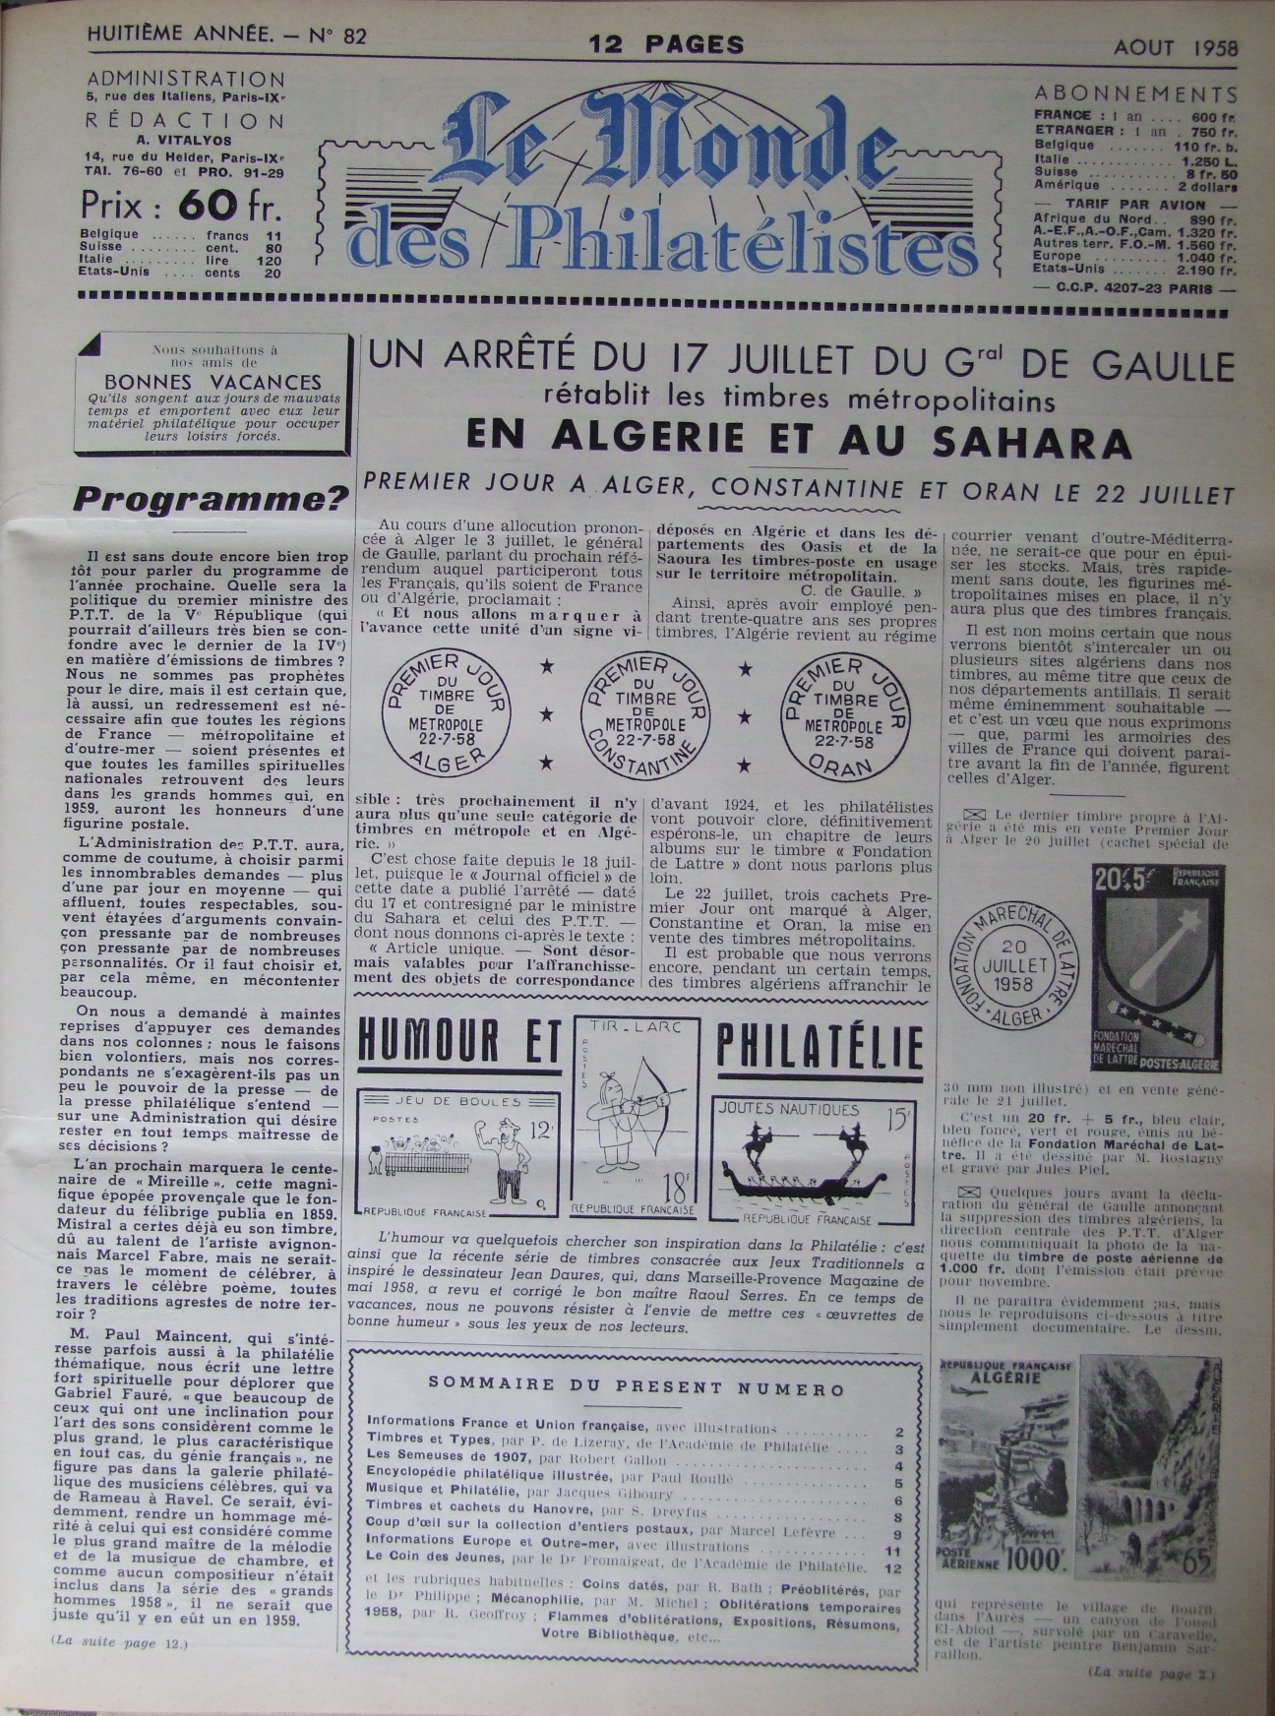 HUITIÈME ANNÉE. — N° 82
12 PAGES
AOUT 1958
ADMINISTRATION
5, rue des Italiens, Paris-IXe
RÉDACTION
A. VITALYOS
14, rue du Helder, Paris-IXe
TAI. 76-60 et PRO. 91-29
Prix : 60 fr.
Belgique ...... francs 11
Suisse ........ cent. 80
Italie ........ lire 120
Etats-Unis .... cents 20
Le Monde
des Philatélistes
ABONNEMENTS
FRANCE : 1 an .... 600 fr.
ETRANGER : 1 an . 750 fr.
Belgique ....... 110 fr. b.
Italie ............ 1.250 L.
Suisse ........... 8 fr. 50
Amérique ....... 2 dollars
— TARIF PAR AVION —
Afrique du Nord.. 890 fr.
A.-E.F.,A.-O.F.,Cam. 1.320 fr.
Autres terr. F.O.-M. 1.560 fr.
Europe .......... 1.040 fr.
Etats-Unis ....... 2.190 fr.
— C.C.P. 4207-23 PARIS —
Nous souhaitons à
nos amis de
BONNES VACANCES
Qu'ils songent aux jours de mauvais
temps et emportent avec eux leur
matériel philatélique pour occuper
leurs loisirs forcés.
Programme?
Il est sans doute encore bien trop
tôt pour parler du programme de
l'année prochaine. Quelle sera la
politique du premier ministre des
P.T.T. de la Ve République (qui
pourrait d'ailleurs très bien se con-
fondre avec le dernier de la IVe)
en matière d'émissions de timbres ?
Nous ne sommes pas prophètes
pour le dire, mais il est certain que,
là aussi, un redressement est né-
cessaire afin que toutes les régions
de France — métropolitaine et
d'outre-mer — soient présentes et
que toutes les familles spirituelles
nationales retrouvent des leurs
dans les grands hommes qui, en
1959, auront les honneurs d'une
figurine postale.
L'Administration des P.T.T. aura,
comme de coutume, à choisir parmi
les innombrables demandes — plus
d'une par jour en moyenne — qui
affluent, toutes respectables, sou-
vent étayées d'arguments convain-
çon pressante par de nombreuses
çon pressante par de nombreuses
personnalités. Or il faut choisir et,
par cela même, en mécontenter
beaucoup.
On nous a demandé à maintes
reprises d'appuyer ces demandes
dans nos colonnes ; nous le faisons
bien volontiers, mais nos corres-
pondants ne s'exagèrent-ils pas un
peu le pouvoir de la presse — de
la presse philatélique s'entend —
sur une Administration qui désire
rester en tout temps maîtresse de
ses décisions ?
L'an prochain marquera le cente-
naire de « Mireille », cette magni-
fique épopée provençale que le fon-
dateur du félibrige publia en 1859.
Mistral a certes déjà eu son timbre,
dû au talent de l'artiste avignon-
nais Marcel Fabre, mais ne serait-
ce pas le moment de célébrer, à
travers le célèbre poème, toutes
les traditions agrestes de notre ter-
roir ?
M. Paul Maincent, qui s'inté-
resse parfois aussi à la philatélie
thématique, nous écrit une lettre
fort spirituelle pour déplorer que
Gabriel Fauré, « que beaucoup de
ceux qui ont une inclination pour
l'art des sons considèrent comme le
plus grand, le plus caractéristique
en tout cas, du génie français », ne
figure pas dans la galerie philaté-
lique des musiciens célèbres, qui va
de Rameau à Ravel. Ce serait, évi-
demment, rendre un hommage mé-
rité à celui qui est considéré comme
le plus grand maître de la mélodie
et de la musique de chambre, et
comme aucun compositieur n'était
inclus dans la série des « grands
hommes 1958 », il ne serait que
juste qu'il y en eût un en 1959.
(La suite page 12.)
UN ARRÊTÉ DU 17 JUILLET DU Gral DE GAULLE
rétablit les timbres métropolitains
EN ALGERIE ET AU SAHARA
PREMIER JOUR A ALGER, CONSTANTINE ET ORAN LE 22 JUILLET
Au cours d'une allocution pronon-
cée à Alger le 3 juillet, le général
de Gaulle, parlant du prochain réfé-
rendum auquel participeront tous
les Français, qu'ils soient de France
ou d'Algérie, proclamait :
« Et nous allons marquer à
l'avance cette unité d'un signe vi-
PREMIER JOUR
DU
TIMBRE
DE
METROPOLE
22-7-58
ALGER
PREMIER JOUR
DU
TIMBRE
DE
METROPOLE
22-7-58
CONSTANTINE
PREMIER JOUR
DU
TIMBRE
DE
METROPOLE
22-7-58
ORAN
sible : très prochainement il n'y
aura plus qu'une seule catégorie de
timbres en métropole et en Algé-
rie. »
C'est chose faite depuis le 18 juil-
let, puisque le « Journal officiel » de
cette date a publié l'arrêté — daté
du 17 et contresigné par le ministre
du Sahara et celui des P.T.T. —
dont nous donnons ci-après le texte :
« Article unique. — Sont désor-
mais valables pour l'affranchisse-
ment des objets de correspondance
déposés en Algérie et dans les dé-
partements des Oasis et de la
Saoura les timbres-poste en usage
sur le territoire métropolitain.
C. de Gaulle. »
Ainsi, après avoir employé pen-
dant trente-quatre ans ses propres
timbres, l'Algérie revient au régime
d'avant 1924, et les philatélistes
vont pouvoir clore, définitivement
espérons-le, un chapitre de leurs
albums sur le timbre « Fondation
de Lattre » dont nous parlons plus
loin.
Le 22 juillet, trois cachets Pre-
mier Jour ont marqué à Alger,
Constantine et Oran, la mise en
vente des timbres métropolitains.
Il est probable que nous verrons
encore, pendant un certain temps,
des timbres algériens affranchir le
courrier venant d'outre-Méditerra-
née, ne serait-ce que pour en épui-
ser les stocks. Mais, très rapide-
ment sans doute, les figurines mé-
tropolitaines mises en place, il n'y
aura plus que des timbres français.
Il est non moins certain que nous
verrons bientôt s'intercaler un ou
plusieurs sites algériens dans nos
timbres, au même titre que ceux de
nos départements antillais. Il serait
même éminemment souhaitable —
et c'est un vœu que nous exprimons
— que, parmi les armoiries des
villes de France qui doivent parai-
tre avant la fin de l'année, figurent
celles d'Alger.
Le dernier timbre propre à l'Al-
gérie a été mis en vente Premier Jour
à Alger le 20 juillet (cachet spécial de
FONDATION MARECHAL DE LATTRE
20
JUILLET
1958
· ALGER ·
20F+5F
REPUBLIQUE
FRANÇAISE
FONDATION
MARECHAL
DE LATTRE
POSTES-ALGERIE
30 mm non illustré) et en vente géné-
rale le 21 juillet.
C'est un 20 fr. + 5 fr., bleu clair,
bleu foncé, vert et rouge, émis au bé-
néfice de la Fondation Maréchal de Lat-
tre. Il a été dessiné par M. Rostagny
et gravé par Jules Piel.
Quelques jours avant la décla-
ration du général de Gaulle annonçant
la suppression des timbres algériens, la
direction centrale des P.T.T. d'Alger
nous communiquait la photo de la ma-
quette du timbre de poste aérienne de
1.000 fr. dont l'émission était prévue
pour novembre.
Il ne paraitra évidemment pas, mais
nous le reproduisons ci-dessous à titre
simplement documentaire. Le dessin,
REPUBLIQUE FRANÇAISE
ALGÉRIE
POSTE
AÉRIENNE 1000F
ALGERIE
65
qui représente le village de Roufit
dans l'Aurès — un canyon de l'oued
El-Abiod —, survolé par un Caravelle,
est de l'artiste peintre Benjamin Sar-
raillon.
(La suite page 2.)
HUMOUR ET PHILATÉLIE
JEU DE BOULES
POSTES
12F
REPUBLIQUE FRANÇAISE
TIR-L'ARC
POSTES
18F
REPUBLIQUE FRANÇAISE
JOUTES NAUTIQUES
15F
POSTES
REPUBLIQUE FRANÇAISE
L'humour va quelquefois chercher son inspiration dans la Philatélie : c'est
ainsi que la récente série de timbres consacrée aux Jeux Traditionnels a
inspiré le dessinateur Jean Daures, qui, dans Marseille-Provence Magazine de
mai 1958, a revu et corrigé le bon maître Raoul Serres. En ce temps de
vacances, nous ne pouvons résister à l'envie de mettre ces « œuvrettes de
bonne humeur » sous les yeux de nos lecteurs.
SOMMAIRE DU PRESENT NUMERO
Informations France et Union française, avec illustrations .......... 2
Timbres et Types, par P. de Lizeray, de l'Académie de Philatélie .... 3
Les Semeuses de 1907, par Robert Gallon .......... 4
Encyclopédie philatélique illustrée, par Paul Roullé .......... 5
Musique et Philatélie, par Jacques Giboury .......... 6
Timbres et cachets du Hanovre, par S. Dreyfus .......... 8
Coup d'œil sur la collection d'entiers postaux, par Marcel Lefèvre ... 9
Informations Europe et Outre-mer, avec illustrations .......... 11
Le Coin des Jeunes, par le Dr Fromaigeat, de l'Académie de Philatélie. 12
et les rubriques habituelles : Coins datés, par R. Bath ; Préoblitérés, par
le Dr Philippe ; Mécanophilie, par M. Michel ; Oblitérations temporaires
1958, par R. Geoffroy ; Flammes d'oblitérations, Expositions, Résumons,
Votre Bibliothèque, etc...